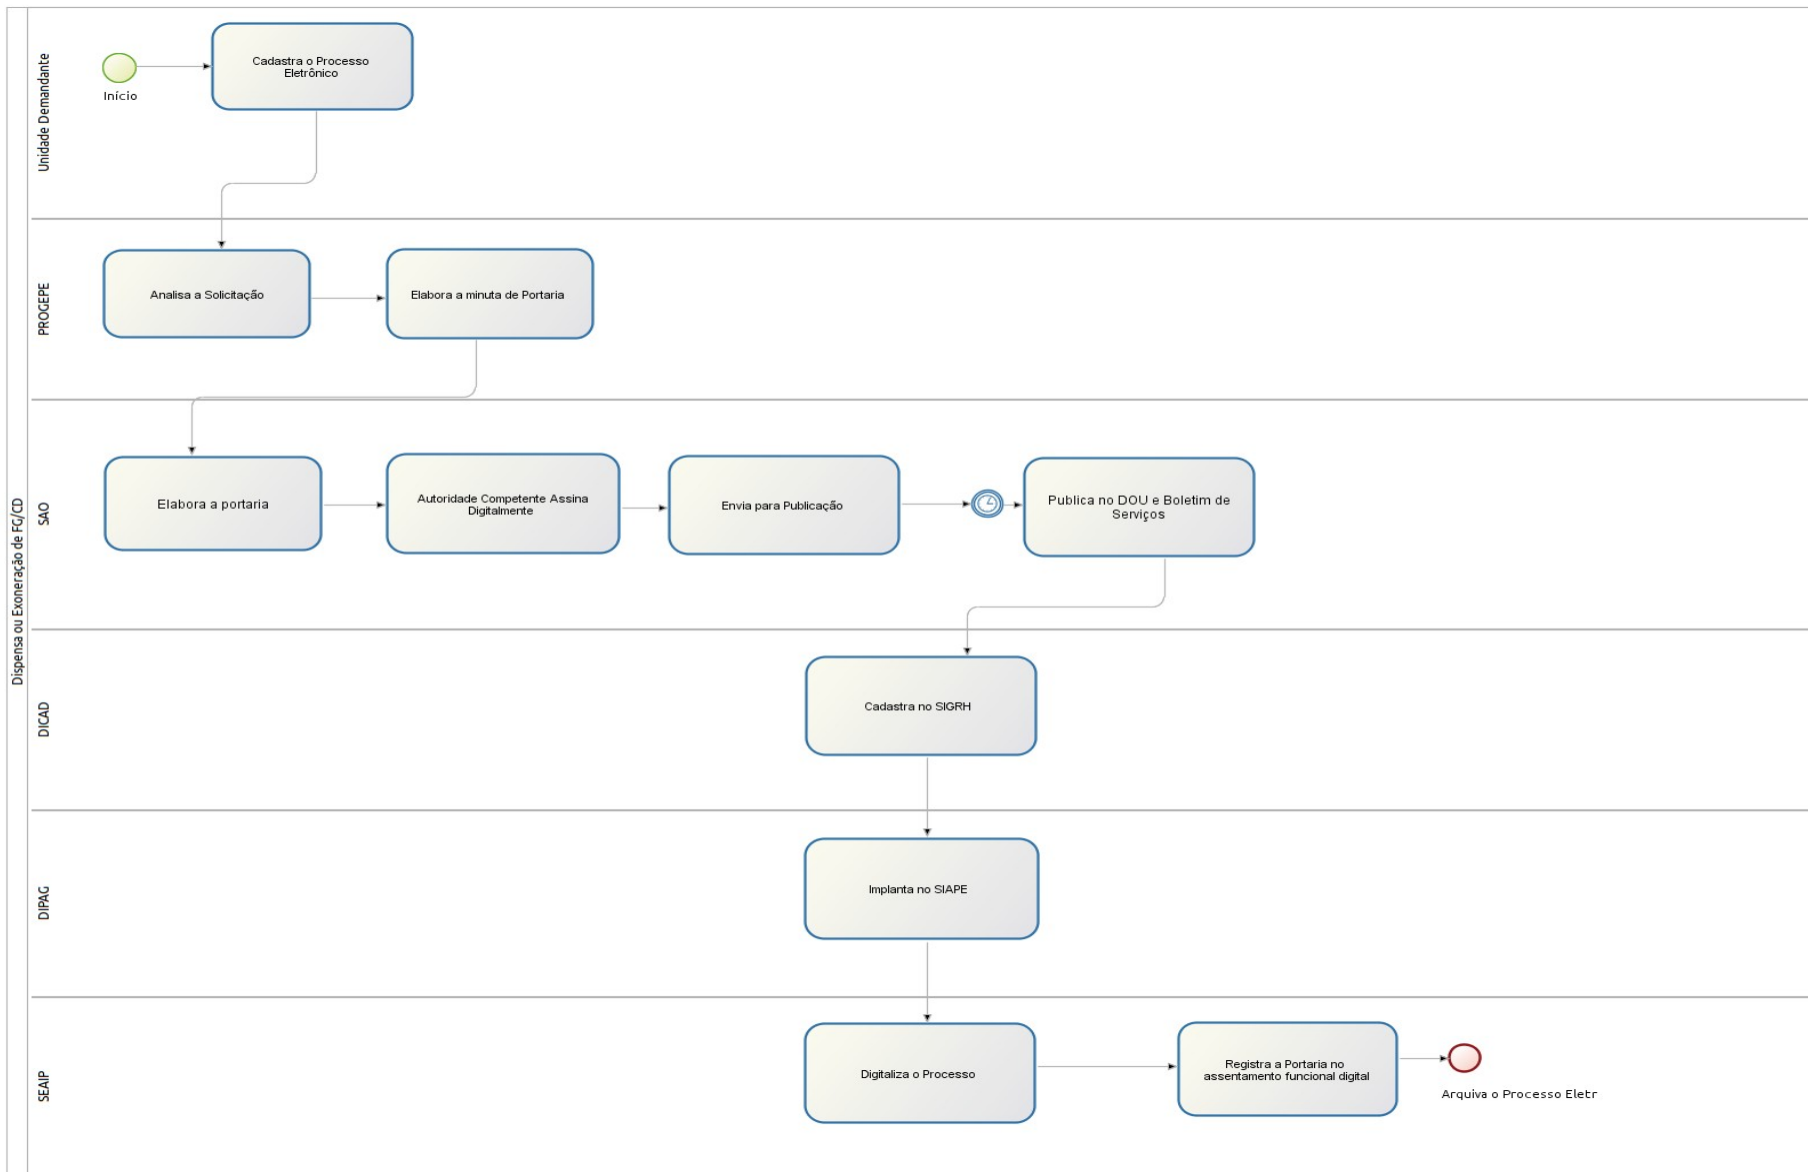 Dispensa ou Exoneração de FG/CD
Unidade Demandante
Início
Cadastra o Processo
Eletrônico
PROGEPE
Analisa a Solicitação
Elabora a minuta de Portaria
SAO
Elabora a portaria
Autoridade Competente Assina
Digitalmente
Envia para Publicação
Publica no DOU e Boletim de
Serviços
DICAD
Cadastra no SIGRH
DIPAG
Implanta no SIAPE
SEAIP
Digitaliza o Processo
Registra a Portaria no
assentamento funcional digital
Arquiva o Processo Eletr